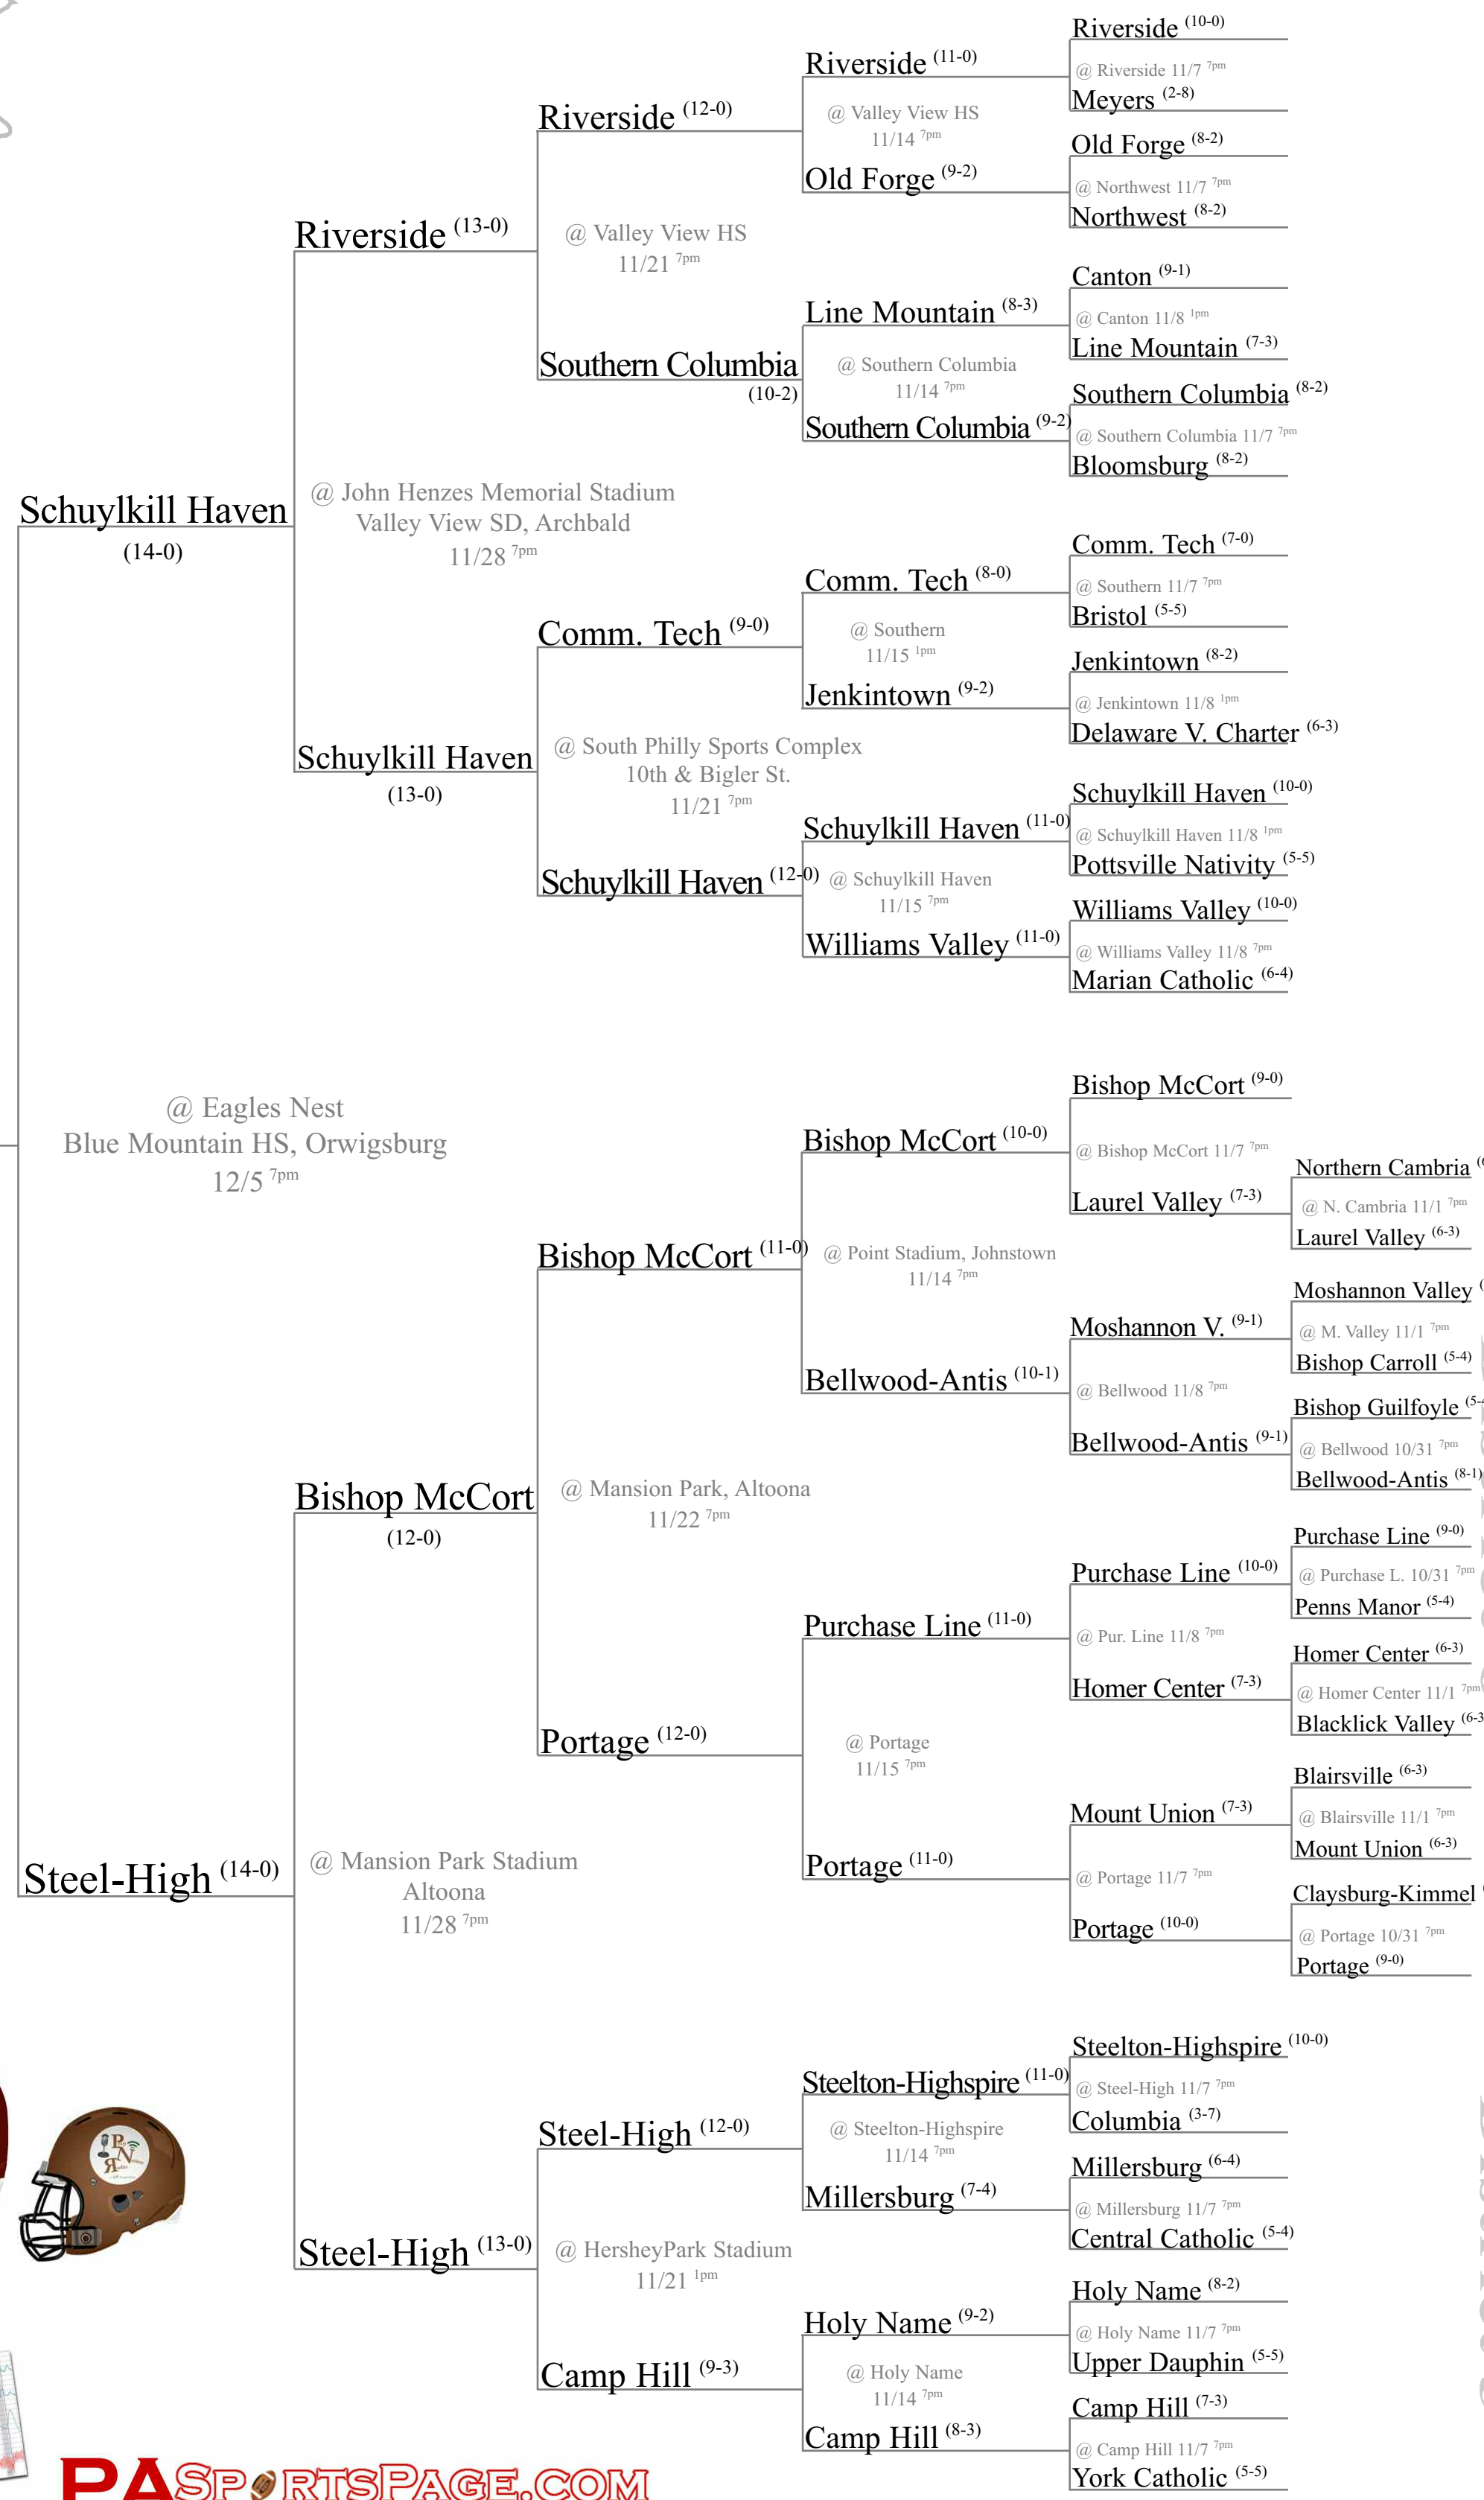 Riverside (10-0)
@ Riverside 11/7 7pm
Meyers (2-8)
Old Forge (8-2)
@ Northwest 11/7 7pm
Northwest (8-2)
Canton (9-1)
@ Canton 11/8 1pm
Line Mountain (7-3)
Southern Columbia (8-2)
@ Southern Columbia 11/7 7pm
Bloomsburg (8-2)
Comm. Tech (7-0)
@ Southern 11/7 7pm
Bristol (5-5)
Jenkintown (8-2)
@ Jenkintown 11/8 1pm
Delaware V. Charter (6-3)
Schuylkill Haven (10-0)
@ Schuylkill Haven 11/8 1pm
Pottsville Nativity (5-5)
Williams Valley (10-0)
@ Williams Valley 11/8 7pm
Marian Catholic (6-4)
Riverside (11-0)
@ Valley View HS
11/14 7pm
Old Forge (9-2)
Line Mountain (8-3)
@ Southern Columbia
11/14 7pm
Southern Columbia (9-2)
Comm. Tech (8-0)
@ Southern
11/15 1pm
Jenkintown (9-2)
Schuylkill Haven (11-0)
@ Schuylkill Haven
11/15 7pm
Williams Valley (11-0)
Riverside (12-0)
@ Valley View HS
11/21 7pm
Southern Columbia
(10-2)
Comm. Tech (9-0)
@ South Philly Sports Complex
10th & Bigler St.
11/21 7pm
Schuylkill Haven (12-0)
Riverside (13-0)
@ John Henzes Memorial Stadium
Valley View SD, Archbald
11/28 7pm
Schuylkill Haven
(13-0)
Schuylkill Haven
(14-0)
@ Eagles Nest
Blue Mountain HS, Orwigsburg
12/5 7pm
Steel-High (14-0)
Bishop McCort
(12-0)
@ Mansion Park Stadium
Altoona
11/28 7pm
Steel-High (13-0)
Bishop McCort (11-0)
@ Mansion Park, Altoona
11/22 7pm
Portage (12-0)
Steel-High (12-0)
@ HersheyPark Stadium
11/21 1pm
Camp Hill (9-3)
Bishop McCort (10-0)
@ Point Stadium, Johnstown
11/14 7pm
Bellwood-Antis (10-1)
Purchase Line (11-0)
@ Portage
11/15 7pm
Portage (11-0)
Steelton-Highspire (11-0)
@ Steelton-Highspire
11/14 7pm
Millersburg (7-4)
Holy Name (9-2)
@ Holy Name
11/14 7pm
Camp Hill (8-3)
Bishop McCort (9-0)
@ Bishop McCort 11/7 7pm
Laurel Valley (7-3)
Moshannon V. (9-1)
@ Bellwood 11/8 7pm
Bellwood-Antis (9-1)
Purchase Line (10-0)
@ Pur. Line 11/8 7pm
Homer Center (7-3)
Mount Union (7-3)
@ Portage 11/7 7pm
Portage (10-0)
Steelton-Highspire (10-0)
@ Steel-High 11/7 7pm
Columbia (3-7)
Millersburg (6-4)
@ Millersburg 11/7 7pm
Central Catholic (5-4)
Holy Name (8-2)
@ Holy Name 11/7 7pm
Upper Dauphin (5-5)
Camp Hill (7-3)
@ Camp Hill 11/7 7pm
York Catholic (5-5)
Northern Cambria
@ N. Cambria 11/1 7pm
Laurel Valley (6-3)
Moshannon Valley
@ M. Valley 11/1 7pm
Bishop Carroll (5-4)
Bishop Guilfoyle
@ Bellwood 10/31 7pm
Bellwood-Antis (8-1)
Purchase Line (9-0)
@ Purchase L. 10/31 7pm
Penns Manor (5-4)
Homer Center (6-3)
@ Homer Center 11/1 7pm
Blacklick Valley (6-3
Blairsville (6-3)
@ Blairsville 11/1 7pm
Mount Union (6-3)
Claysburg-Kimmel
@ Portage 10/31 7pm
Portage (9-0)
PASPORTSPAGE.COM